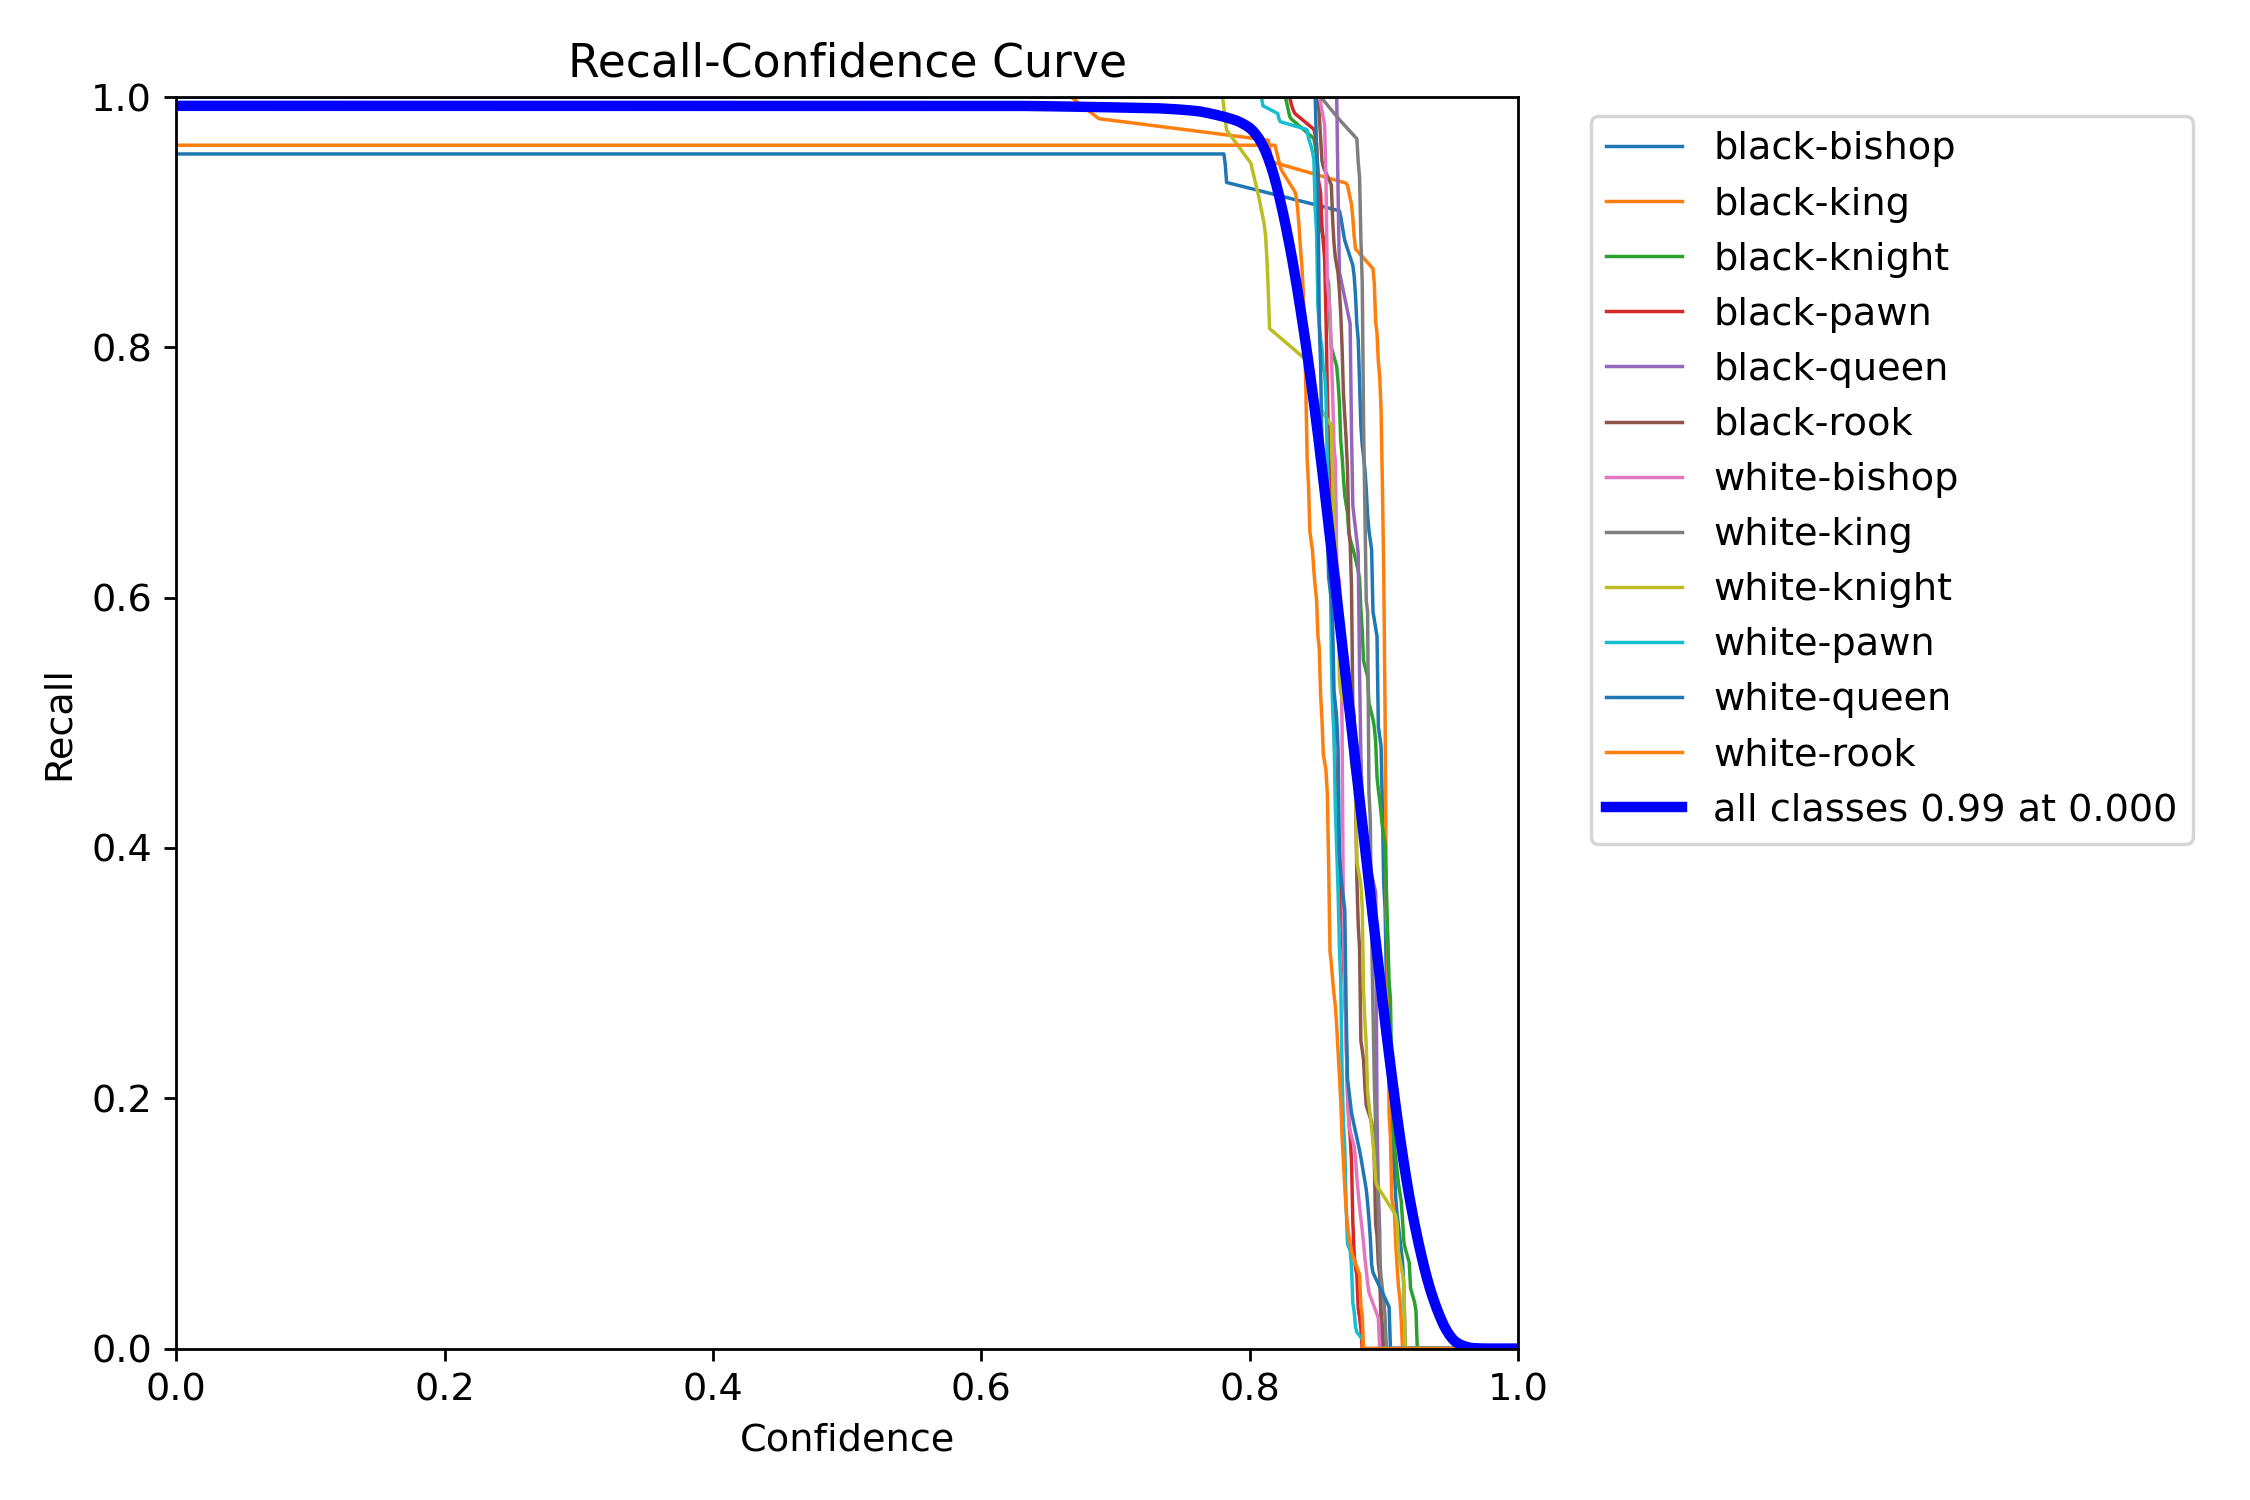 Recall-Confidence Curve
1.0
0.8
0.6
0.4
0.2
0.0
Recall
0.0 0.2 0.4 0.6 0.8 1.0
Confidence
black-bishop
black-king
black-knight
black-pawn
black-queen
black-rook
white-bishop
white-king
white-knight
white-pawn
white-queen
white-rook
all classes 0.99 at 0.000